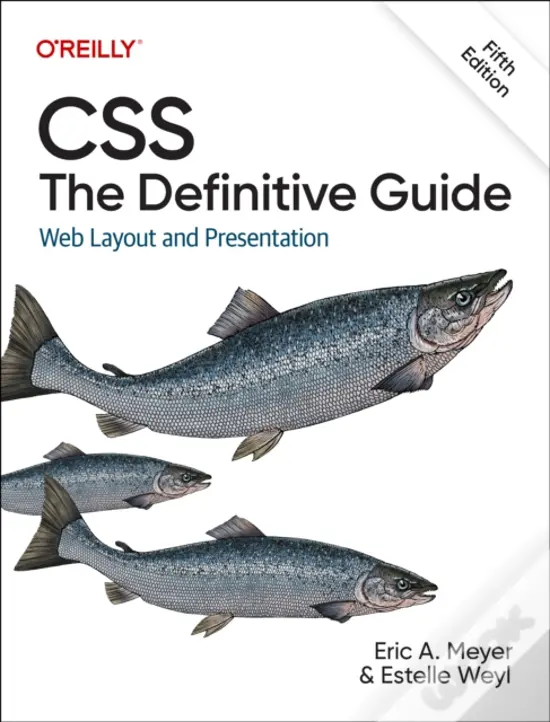 O'REILLY®
Fifth
Edition
CSS
The Definitive Guide
Web Layout and Presentation
Eric A. Meyer
& Estelle Weyl